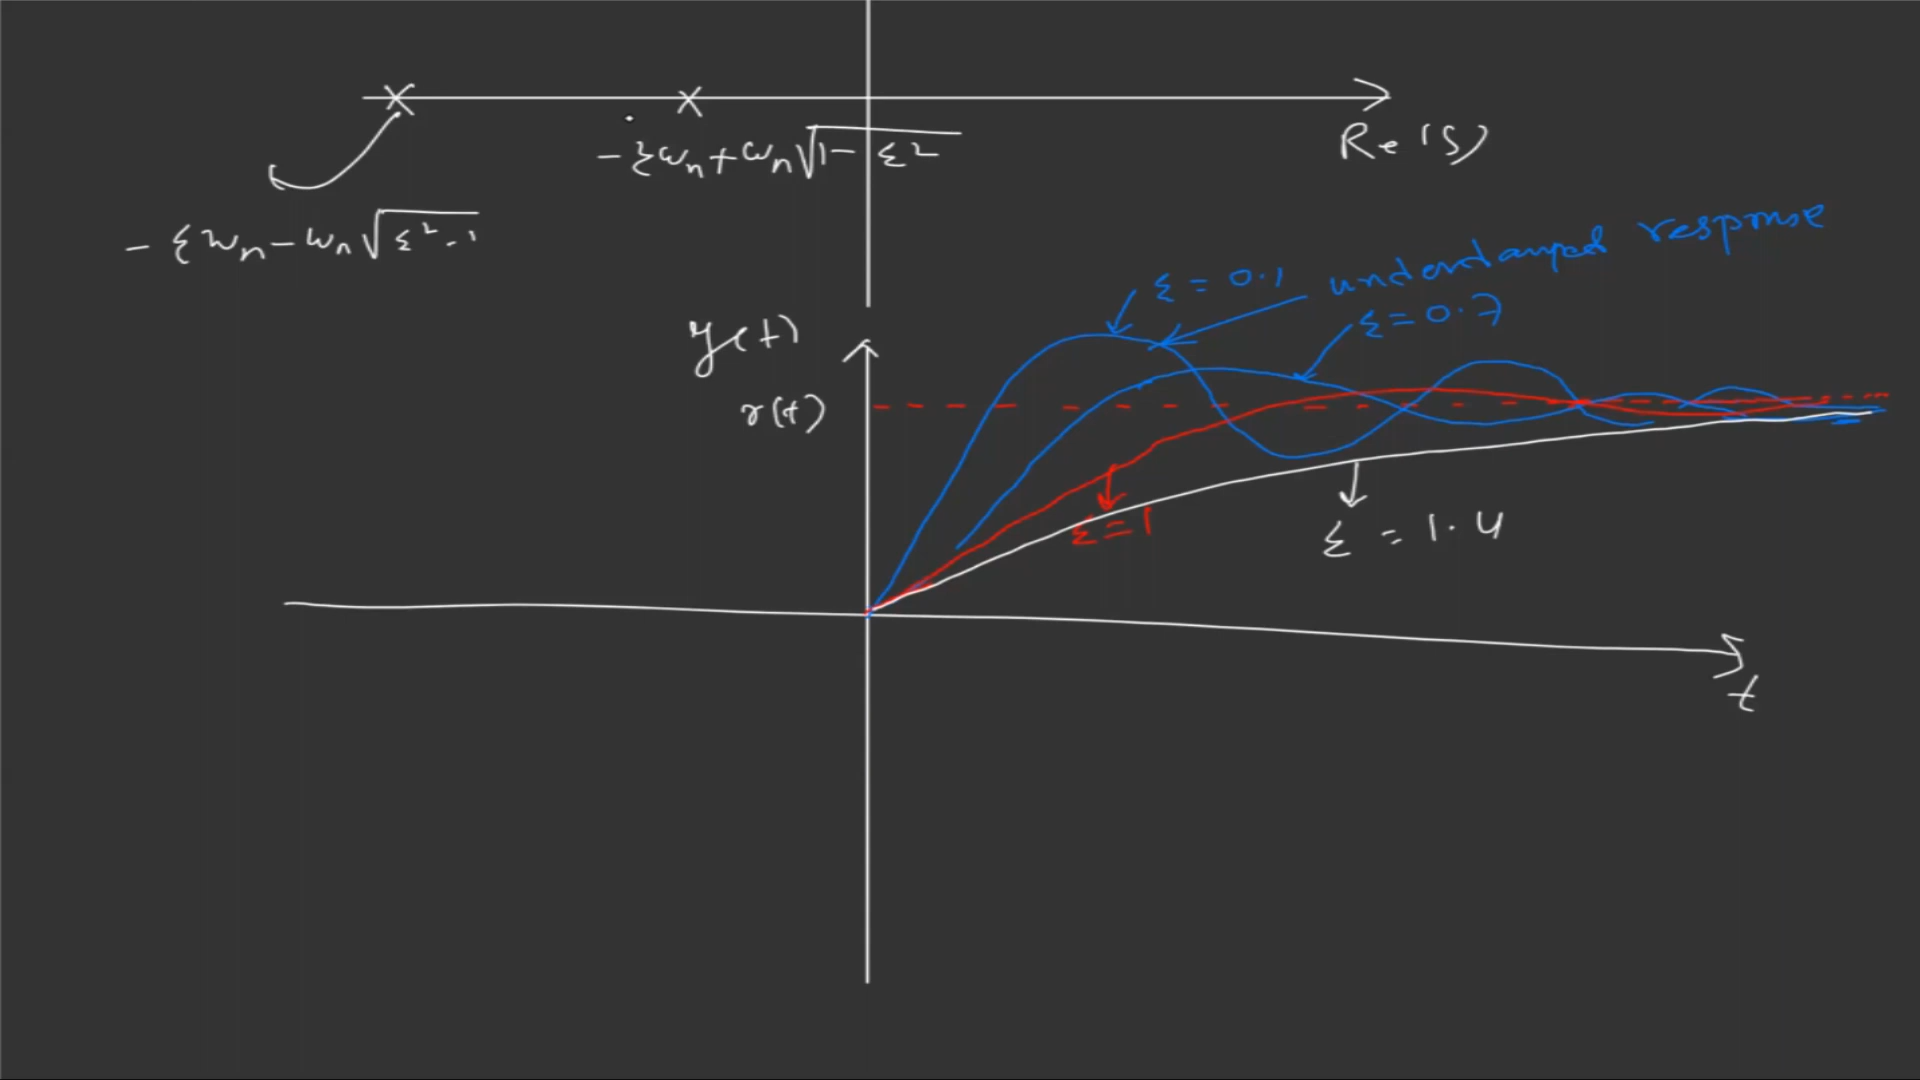 Re(s)
-ξωn+ωn√1-ξ²
-ξωn-ωn√ξ²-1
underdamped response
ξ=0.1
ξ=0.7
y(t)
r(t)
ξ=1
ξ=1.4
t